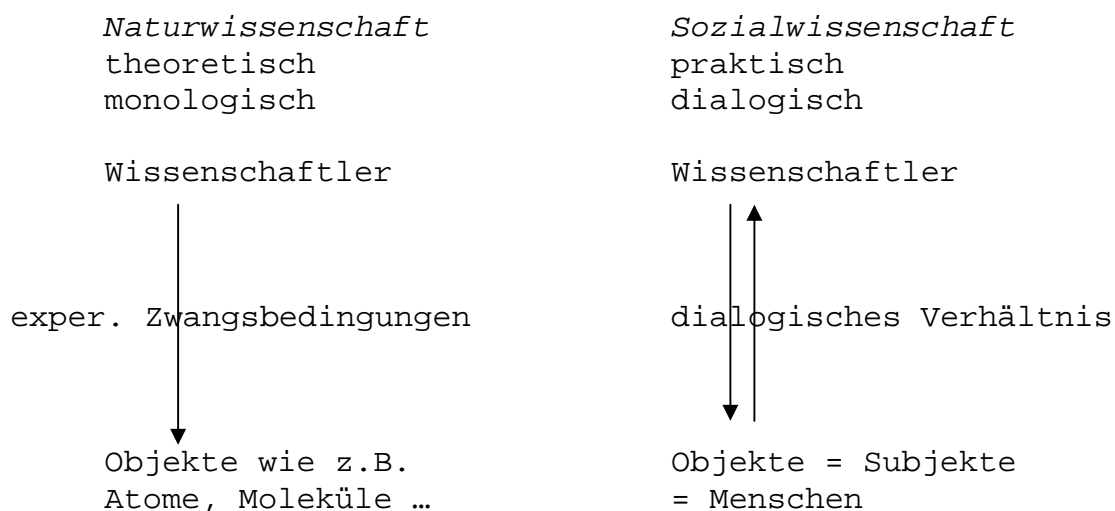 Naturwissenschaft
theoretisch
monologisch
Wissenschaftler
exper. Zwangsbedingungen
Objekte wie z.B.
Atome, Moleküle …
Sozialwissenschaft
praktisch
dialogisch
Wissenschaftler
dialogisches Verhältnis
Objekte = Subjekte
= Menschen